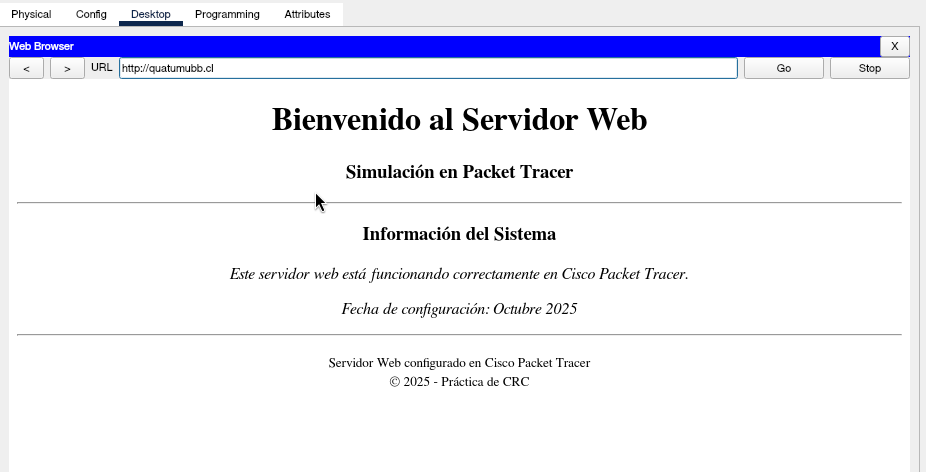 Physical Config Desktop Programming Attributes
Web Browser X
< > URL http://quatumubb.cl Go Stop
Bienvenido al Servidor Web
Simulación en Packet Tracer
Información del Sistema
Este servidor web está funcionando correctamente en Cisco Packet Tracer.
Fecha de configuración: Octubre 2025
Servidor Web configurado en Cisco Packet Tracer
© 2025 - Práctica de CRC